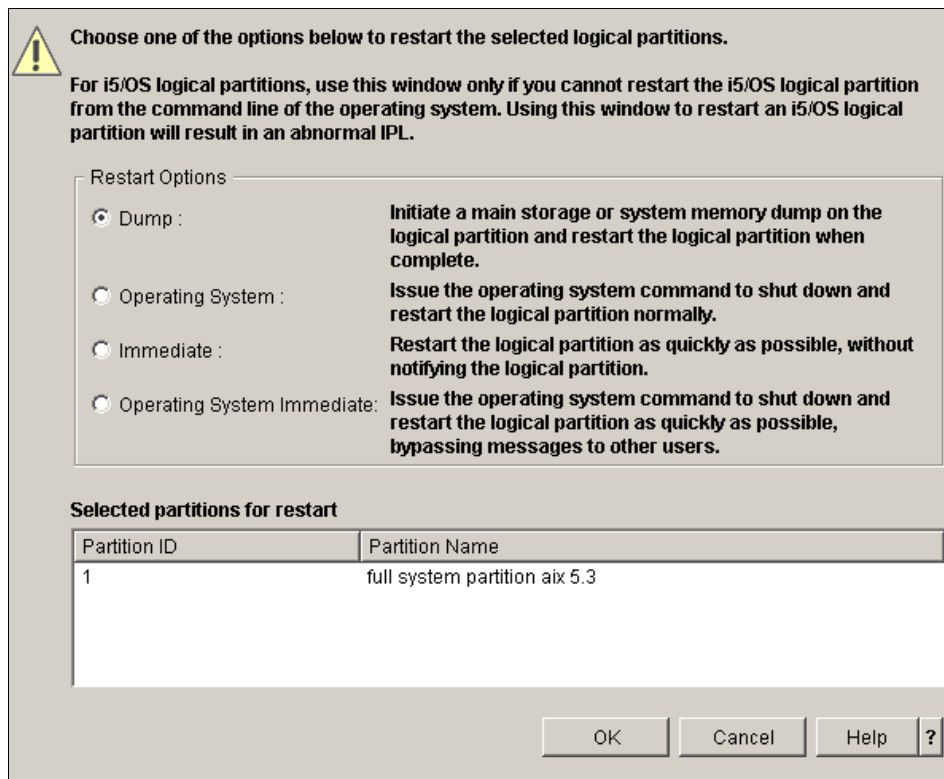 Choose one of the options below to restart the selected logical partitions.
For i5/OS logical partitions, use this window only if you cannot restart the i5/OS logical partition
from the command line of the operating system. Using this window to restart an i5/OS logical
partition will result in an abnormal IPL.
Restart Options
Dump : Initiate a main storage or system memory dump on the
logical partition and restart the logical partition when
complete.
Operating System : Issue the operating system command to shut down and
restart the logical partition normally.
Immediate : Restart the logical partition as quickly as possible, without
notifying the logical partition.
Operating System Immediate: Issue the operating system command to shut down and
restart the logical partition as quickly as possible,
bypassing messages to other users.
Selected partitions for restart
Partition ID Partition Name
1 full system partition aix 5.3
OK Cancel Help ?